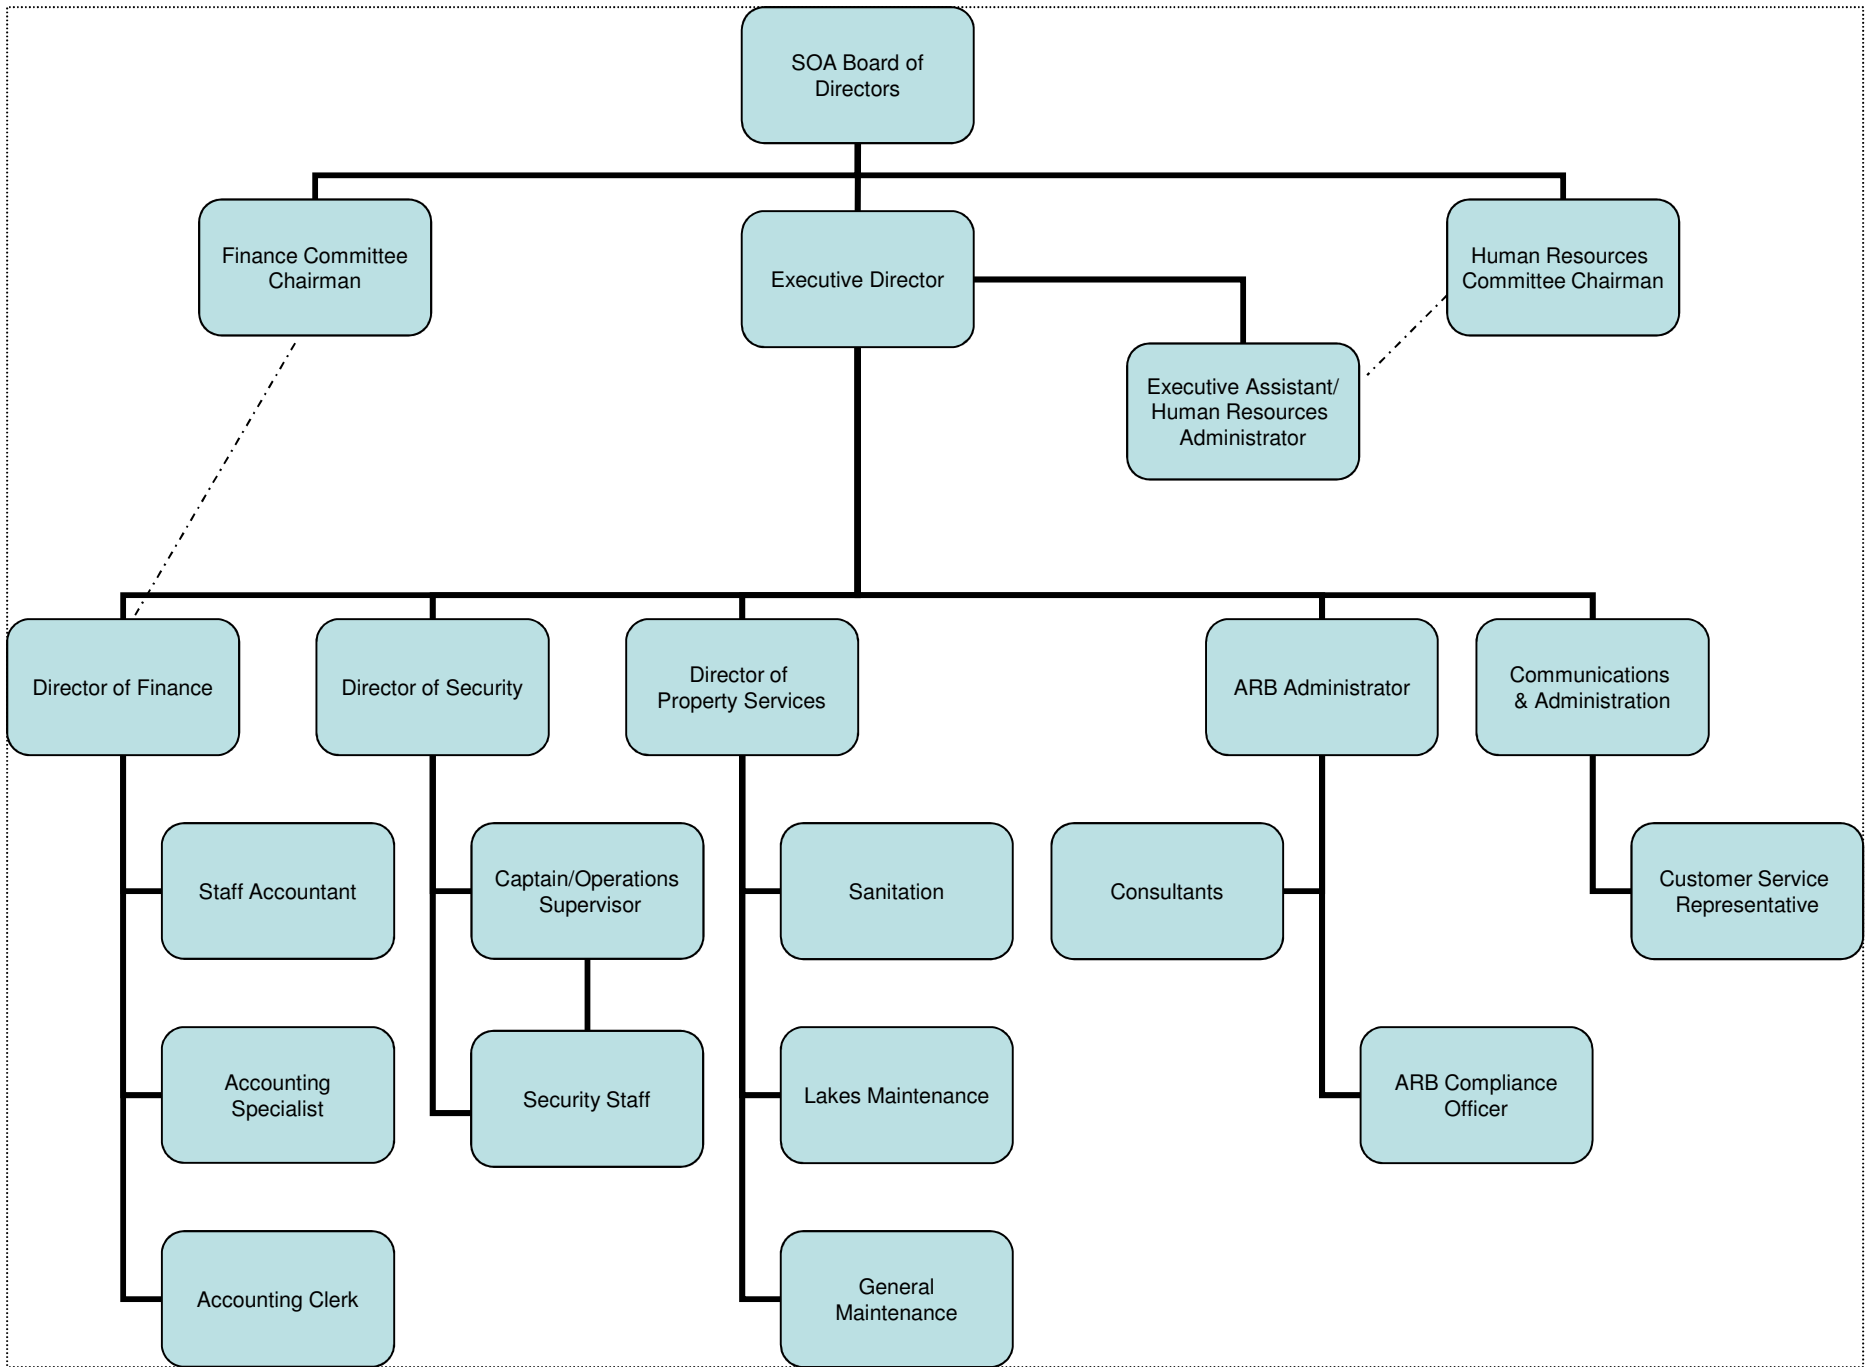 SOA Board of
Directors
Finance Committee
Chairman
Executive Director
Human Resources
Committee Chairman
Executive Assistant/
Human Resources
Administrator
Director of Finance
Director of Security
Director of
Property Services
ARB Administrator
Communications
& Administration
Staff Accountant
Captain/Operations
Supervisor
Sanitation
Consultants
Customer Service
Representative
Accounting
Specialist
Security Staff
Lakes Maintenance
ARB Compliance
Officer
Accounting Clerk
General
Maintenance